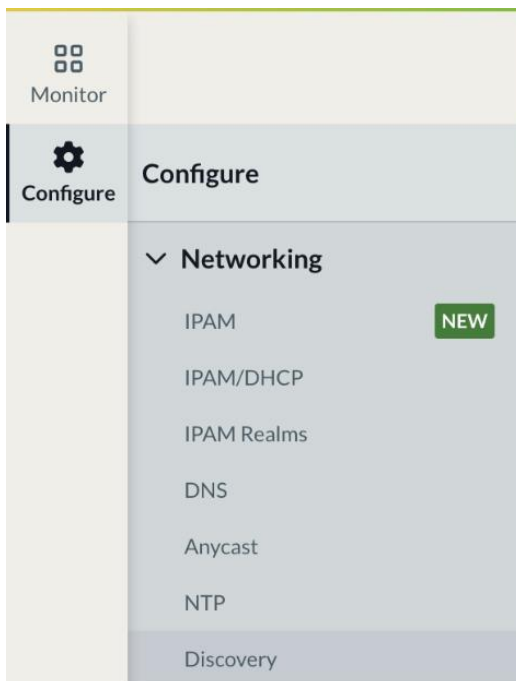 Monitor
Configure
Configure
Networking
IPAM NEW
IPAM/DHCP
IPAM Realms
DNS
Anycast
NTP
Discovery